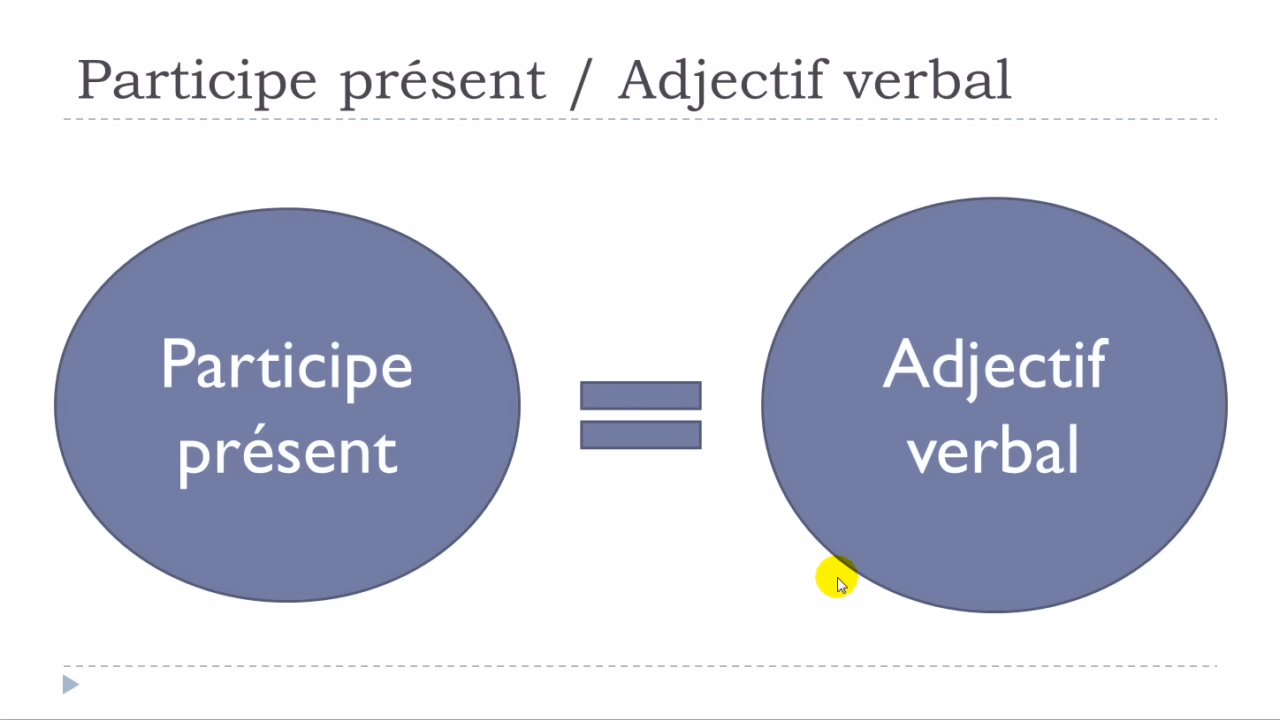 Participe présent / Adjectif verbal
Participe
présent
Adjectif
verbal